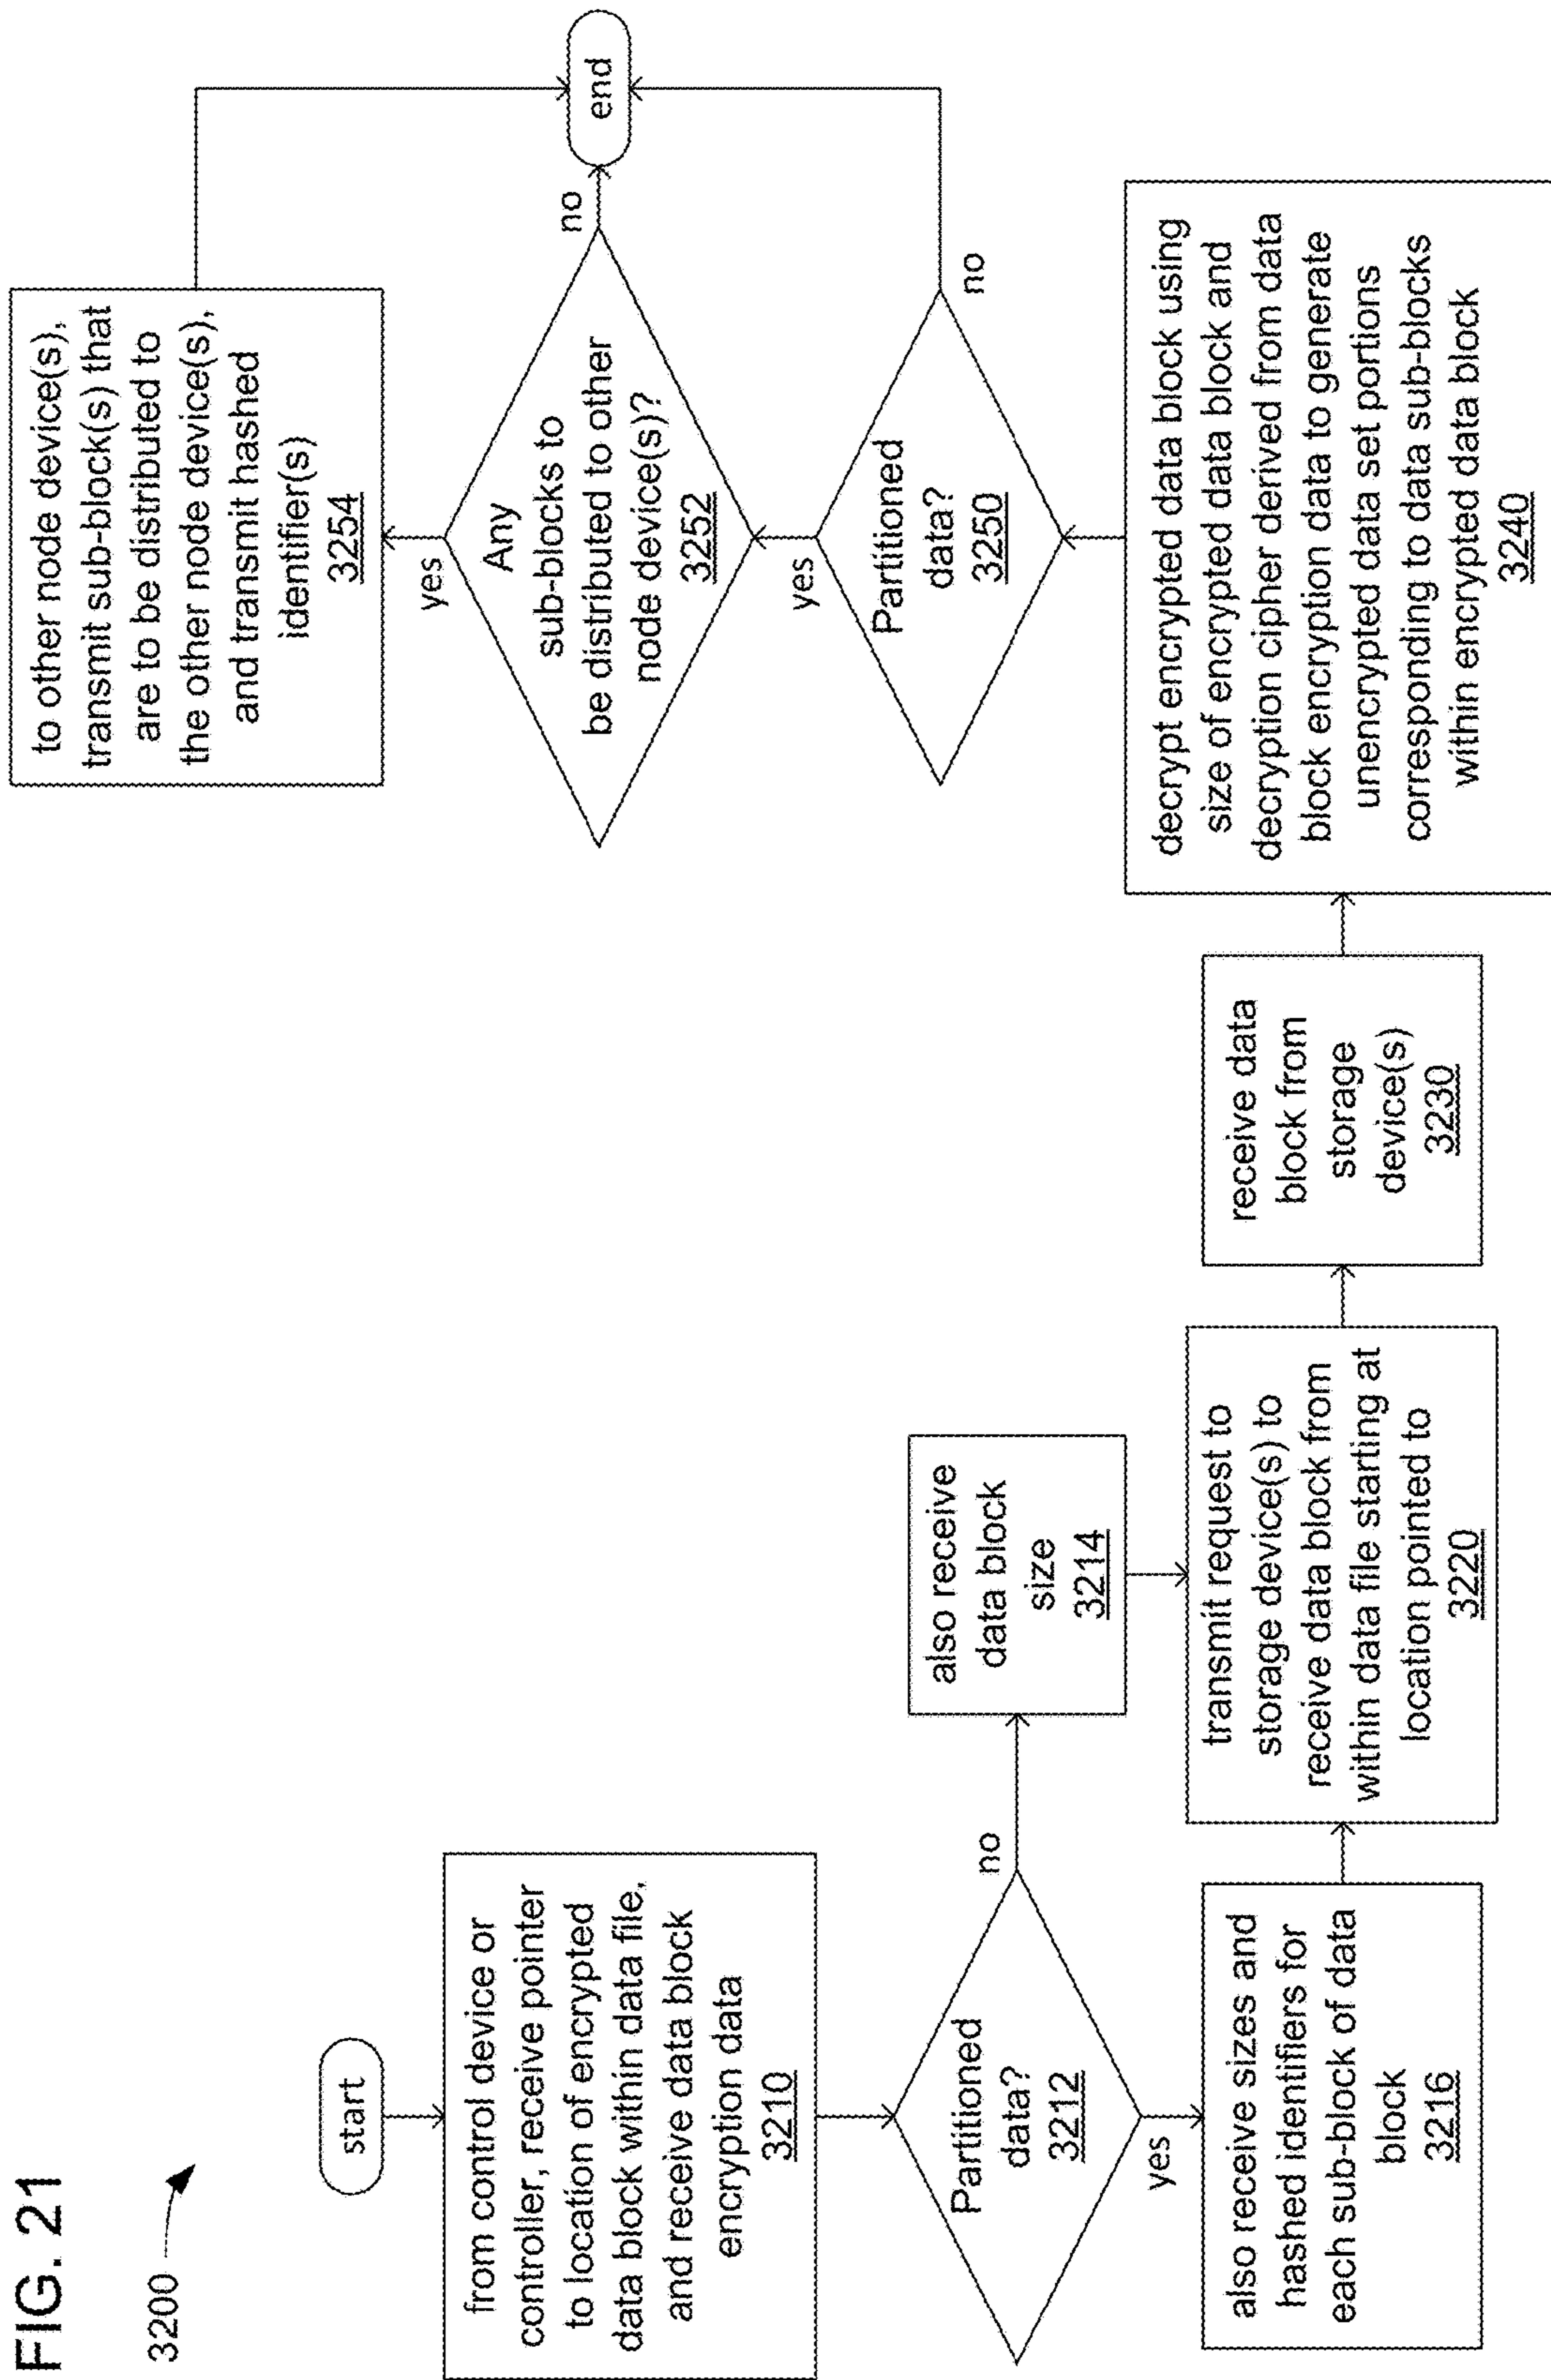 FIG. 21
3200
start
from control device or
controller, receive pointer
to location of encrypted
data block within data file,
and receive data block
encryption data
3210
Partitioned
data?
3212
no
yes
also receive
data block
size
3214
also receive sizes and
hashed identifiers for
each sub-block of data
block
3216
transmit request to
storage device(s) to
receive data block from
within data file starting at
location pointed to
3220
receive data
block from
storage
device(s)
3230
decrypt encrypted data block using
size of encrypted data block and
decryption cipher derived from data
block encryption data to generate
unencrypted data set portions
corresponding to data sub-blocks
within encrypted data block
3240
Partitioned
data?
3250
no
yes
Any
sub-blocks to
be distributed to other
node device(s)?
3252
no
yes
to other node device(s),
transmit sub-block(s) that
are to be distributed to
the other node device(s),
and transmit hashed
identifier(s)
3254
end